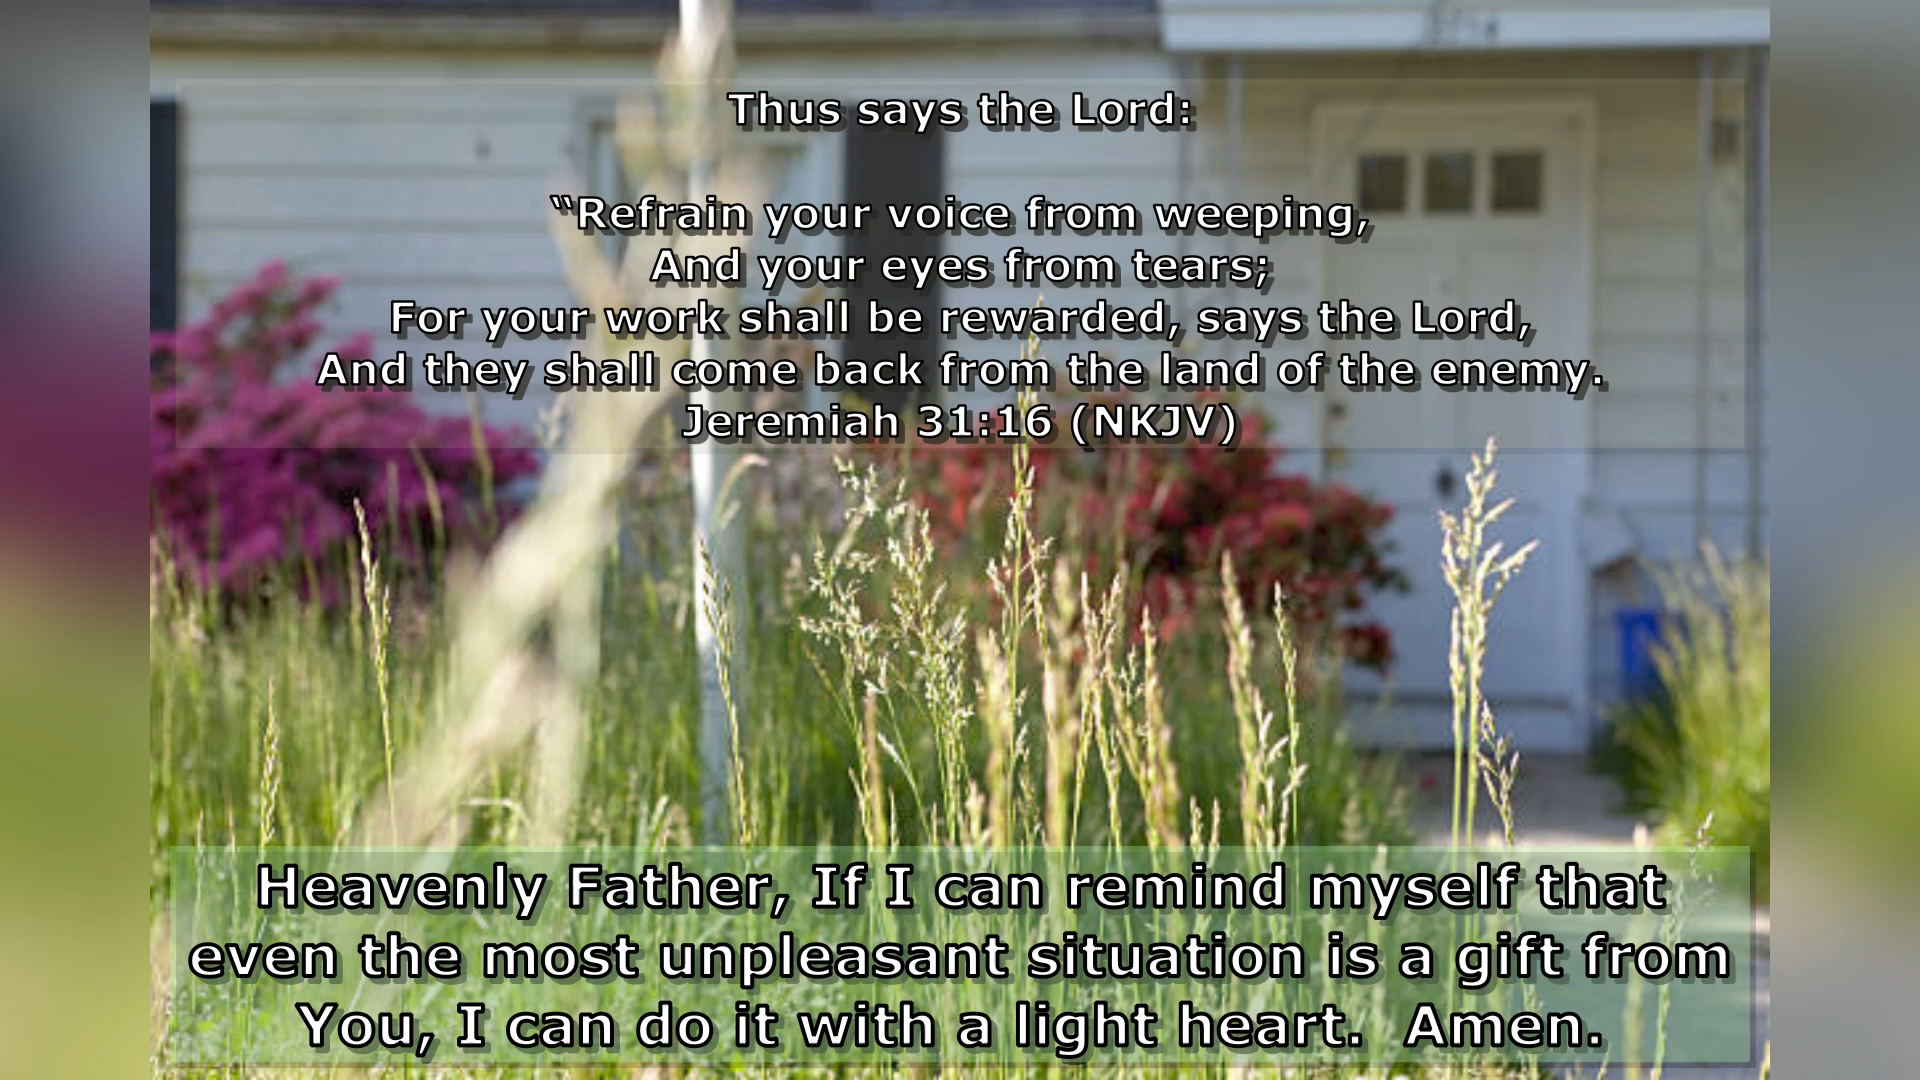 Thus says the Lord:
“Refrain your voice from weeping,
And your eyes from tears;
For your work shall be rewarded, says the Lord,
And they shall come back from the land of the enemy.
Jeremiah 31:16 (NKJV)
Heavenly Father, If I can remind myself that
even the most unpleasant situation is a gift from
You, I can do it with a light heart.  Amen.